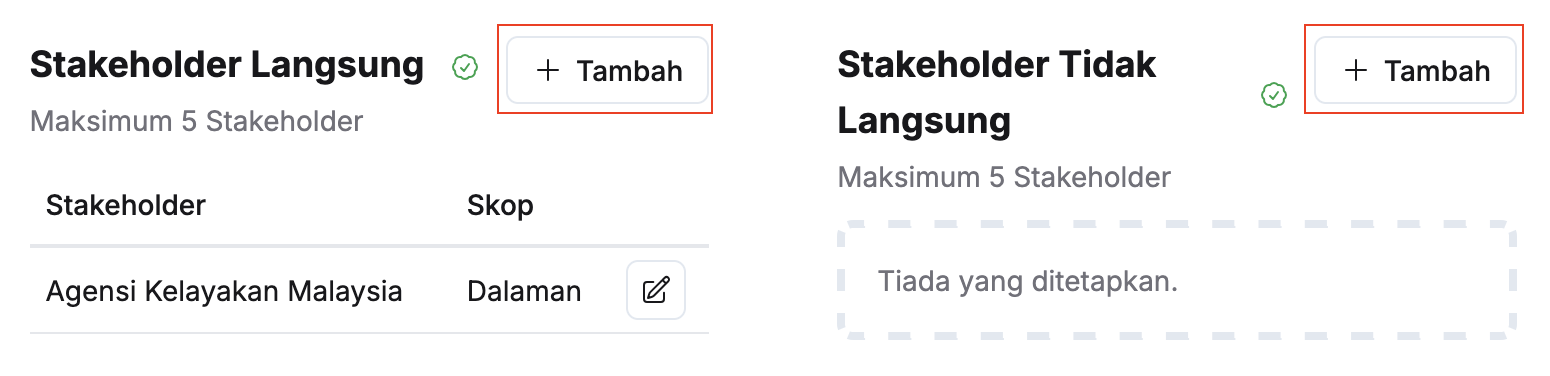 Stakeholder Langsung
+ Tambah
Maksimum 5 Stakeholder
Stakeholder Skop
Agensi Kelayakan Malaysia Dalaman
Stakeholder Tidak
Langsung
+ Tambah
Maksimum 5 Stakeholder
Tiada yang ditetapkan.